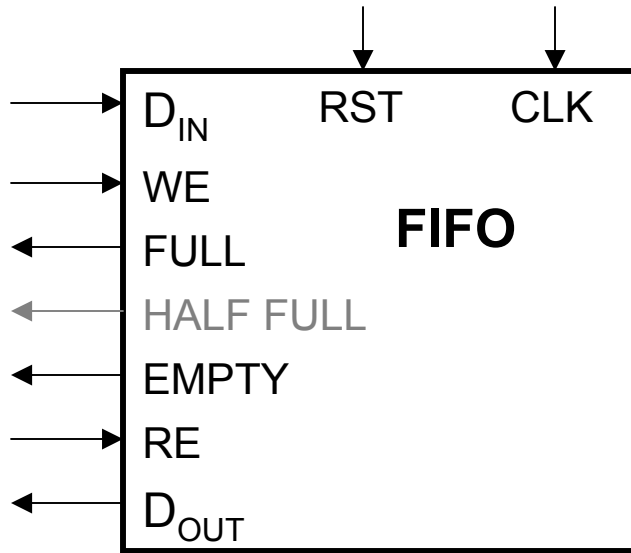 RST CLK
D_IN
WE
FIFO
FULL
HALF FULL
EMPTY
RE
D_OUT